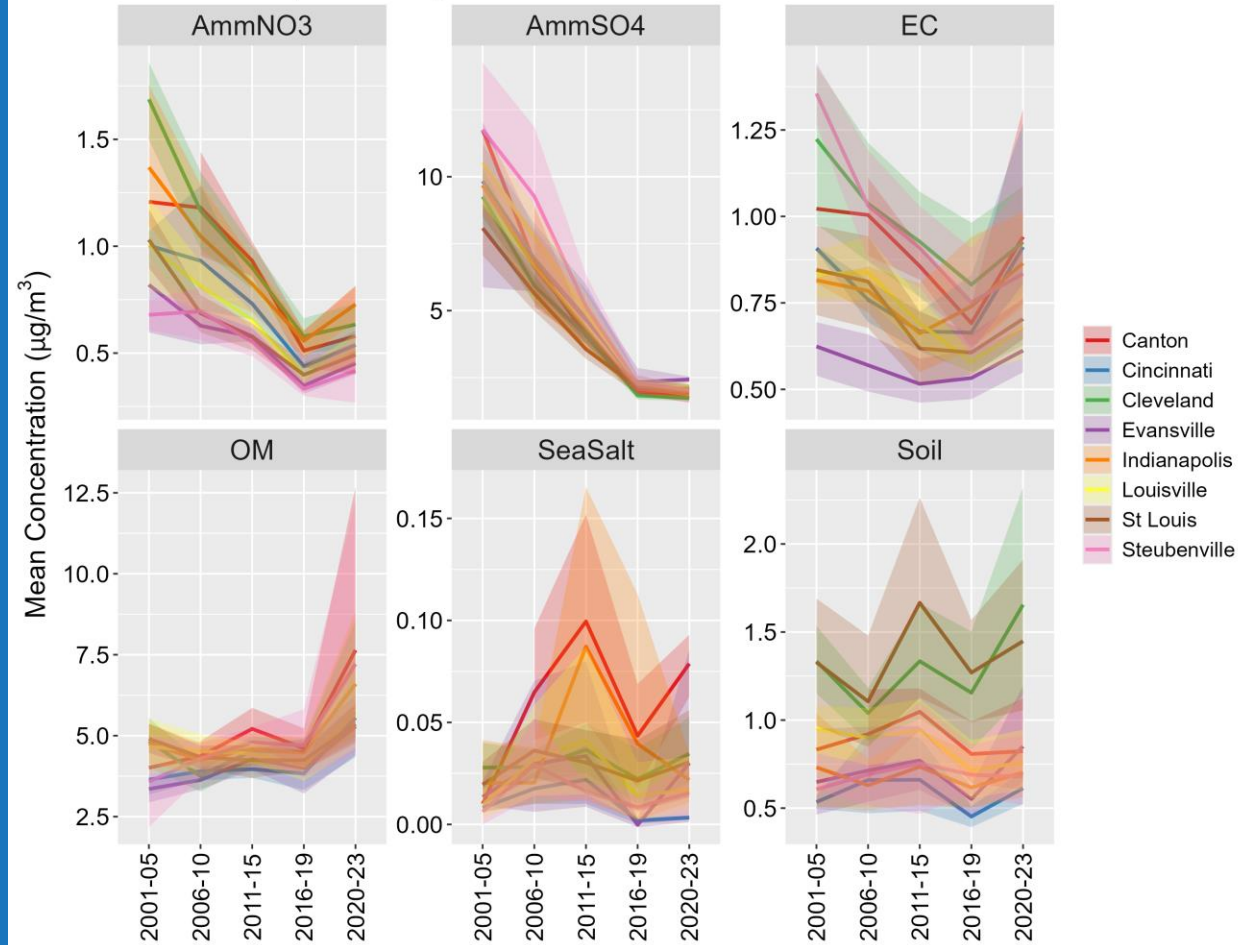 AmmNO3
AmmSO4
EC
Mean Concentration (µg/m³)
1.5
1.0
0.5
10
5
1.25
1.00
0.75
0.50
OM
SeaSalt
Soil
12.5
10.0
7.5
5.0
2.5
0.15
0.10
0.05
0.00
2.0
1.5
1.0
0.5
2001-05
2006-10
2011-15
2016-19
2020-23
2001-05
2006-10
2011-15
2016-19
2020-23
2001-05
2006-10
2011-15
2016-19
2020-23
Canton
Cincinnati
Cleveland
Evansville
Indianapolis
Louisville
St Louis
Steubenville